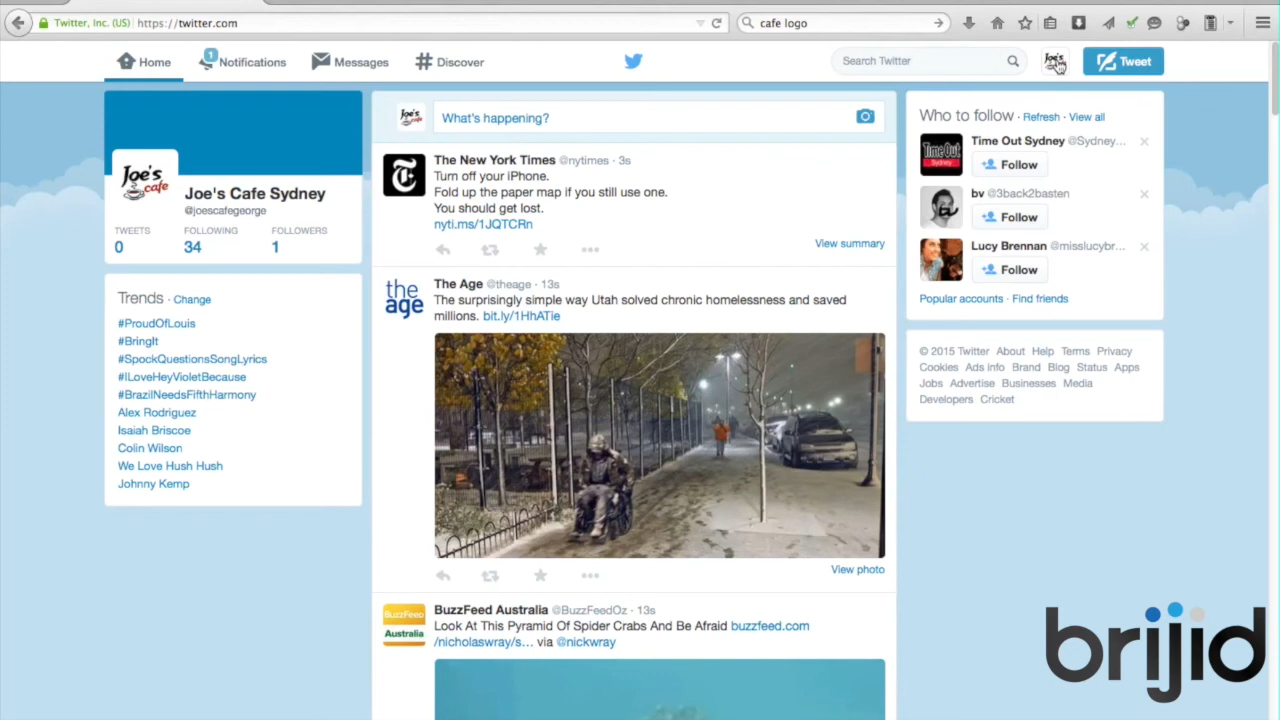 Twitter, Inc. (US) https://twitter.com
cafe logo
Home
1
Notifications
Messages
Discover
Search Twitter
Joe's
Tweet
Joe's cafe
Joe's Cafe Sydney
@joescafegeorge
TWEETS FOLLOWING FOLLOWERS
0 34 1
Trends · Change
#ProudOfLouis
#BringIt
#SpockQuestionsSongLyrics
#ILoveHeyVioletBecause
#BrazilNeedsFifthHarmony
Alex Rodriguez
Isaiah Briscoe
Colin Wilson
We Love Hush Hush
Johnny Kemp
Joe's cafe
What's happening?
The New York Times @nytimes · 3s
Turn off your iPhone.
Fold up the paper map if you still use one.
You should get lost.
nyti.ms/1JQTCRn
View summary
the age
The Age @theage · 13s
The surprisingly simple way Utah solved chronic homelessness and saved
millions. bit.ly/1HhATie
View photo
BuzzFeed
Australia
BuzzFeed Australia @BuzzFeedOz · 13s
Look At This Pyramid Of Spider Crabs And Be Afraid buzzfeed.com
/nicholaswray/s... via @nickwray
Who to follow · Refresh · View all
TimeOut
Sydney
Time Out Sydney @Sydney...
Follow
bv @3back2basten
Follow
Lucy Brennan @misslucybr...
Follow
Popular accounts · Find friends
© 2015 Twitter About Help Terms Privacy
Cookies Ads info Brand Blog Status Apps
Jobs Advertise Businesses Media
Developers Cricket
brijid